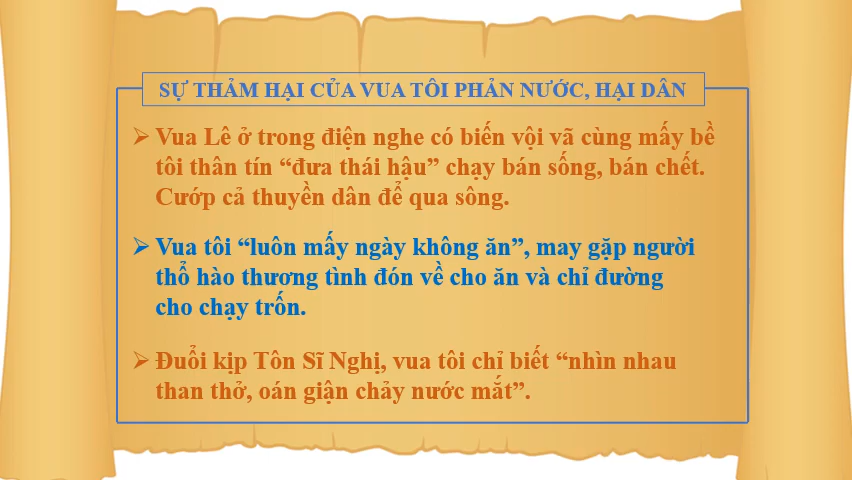 SỰ THẢM HẠI CỦA VUA TÔI PHẢN NƯỚC, HẠI DÂN
➢ Vua Lê ở trong điện nghe có biến vội vã cùng mấy bề
tôi thân tín “đưa thái hậu” chạy bán sống, bán chết.
Cướp cả thuyền dân để qua sông.
➢ Vua tôi “luôn mấy ngày không ăn”, may gặp người
thổ hào thương tình đón về cho ăn và chỉ đường
cho chạy trốn.
➢ Đuổi kịp Tôn Sĩ Nghị, vua tôi chỉ biết “nhìn nhau
than thở, oán giận chảy nước mắt”.